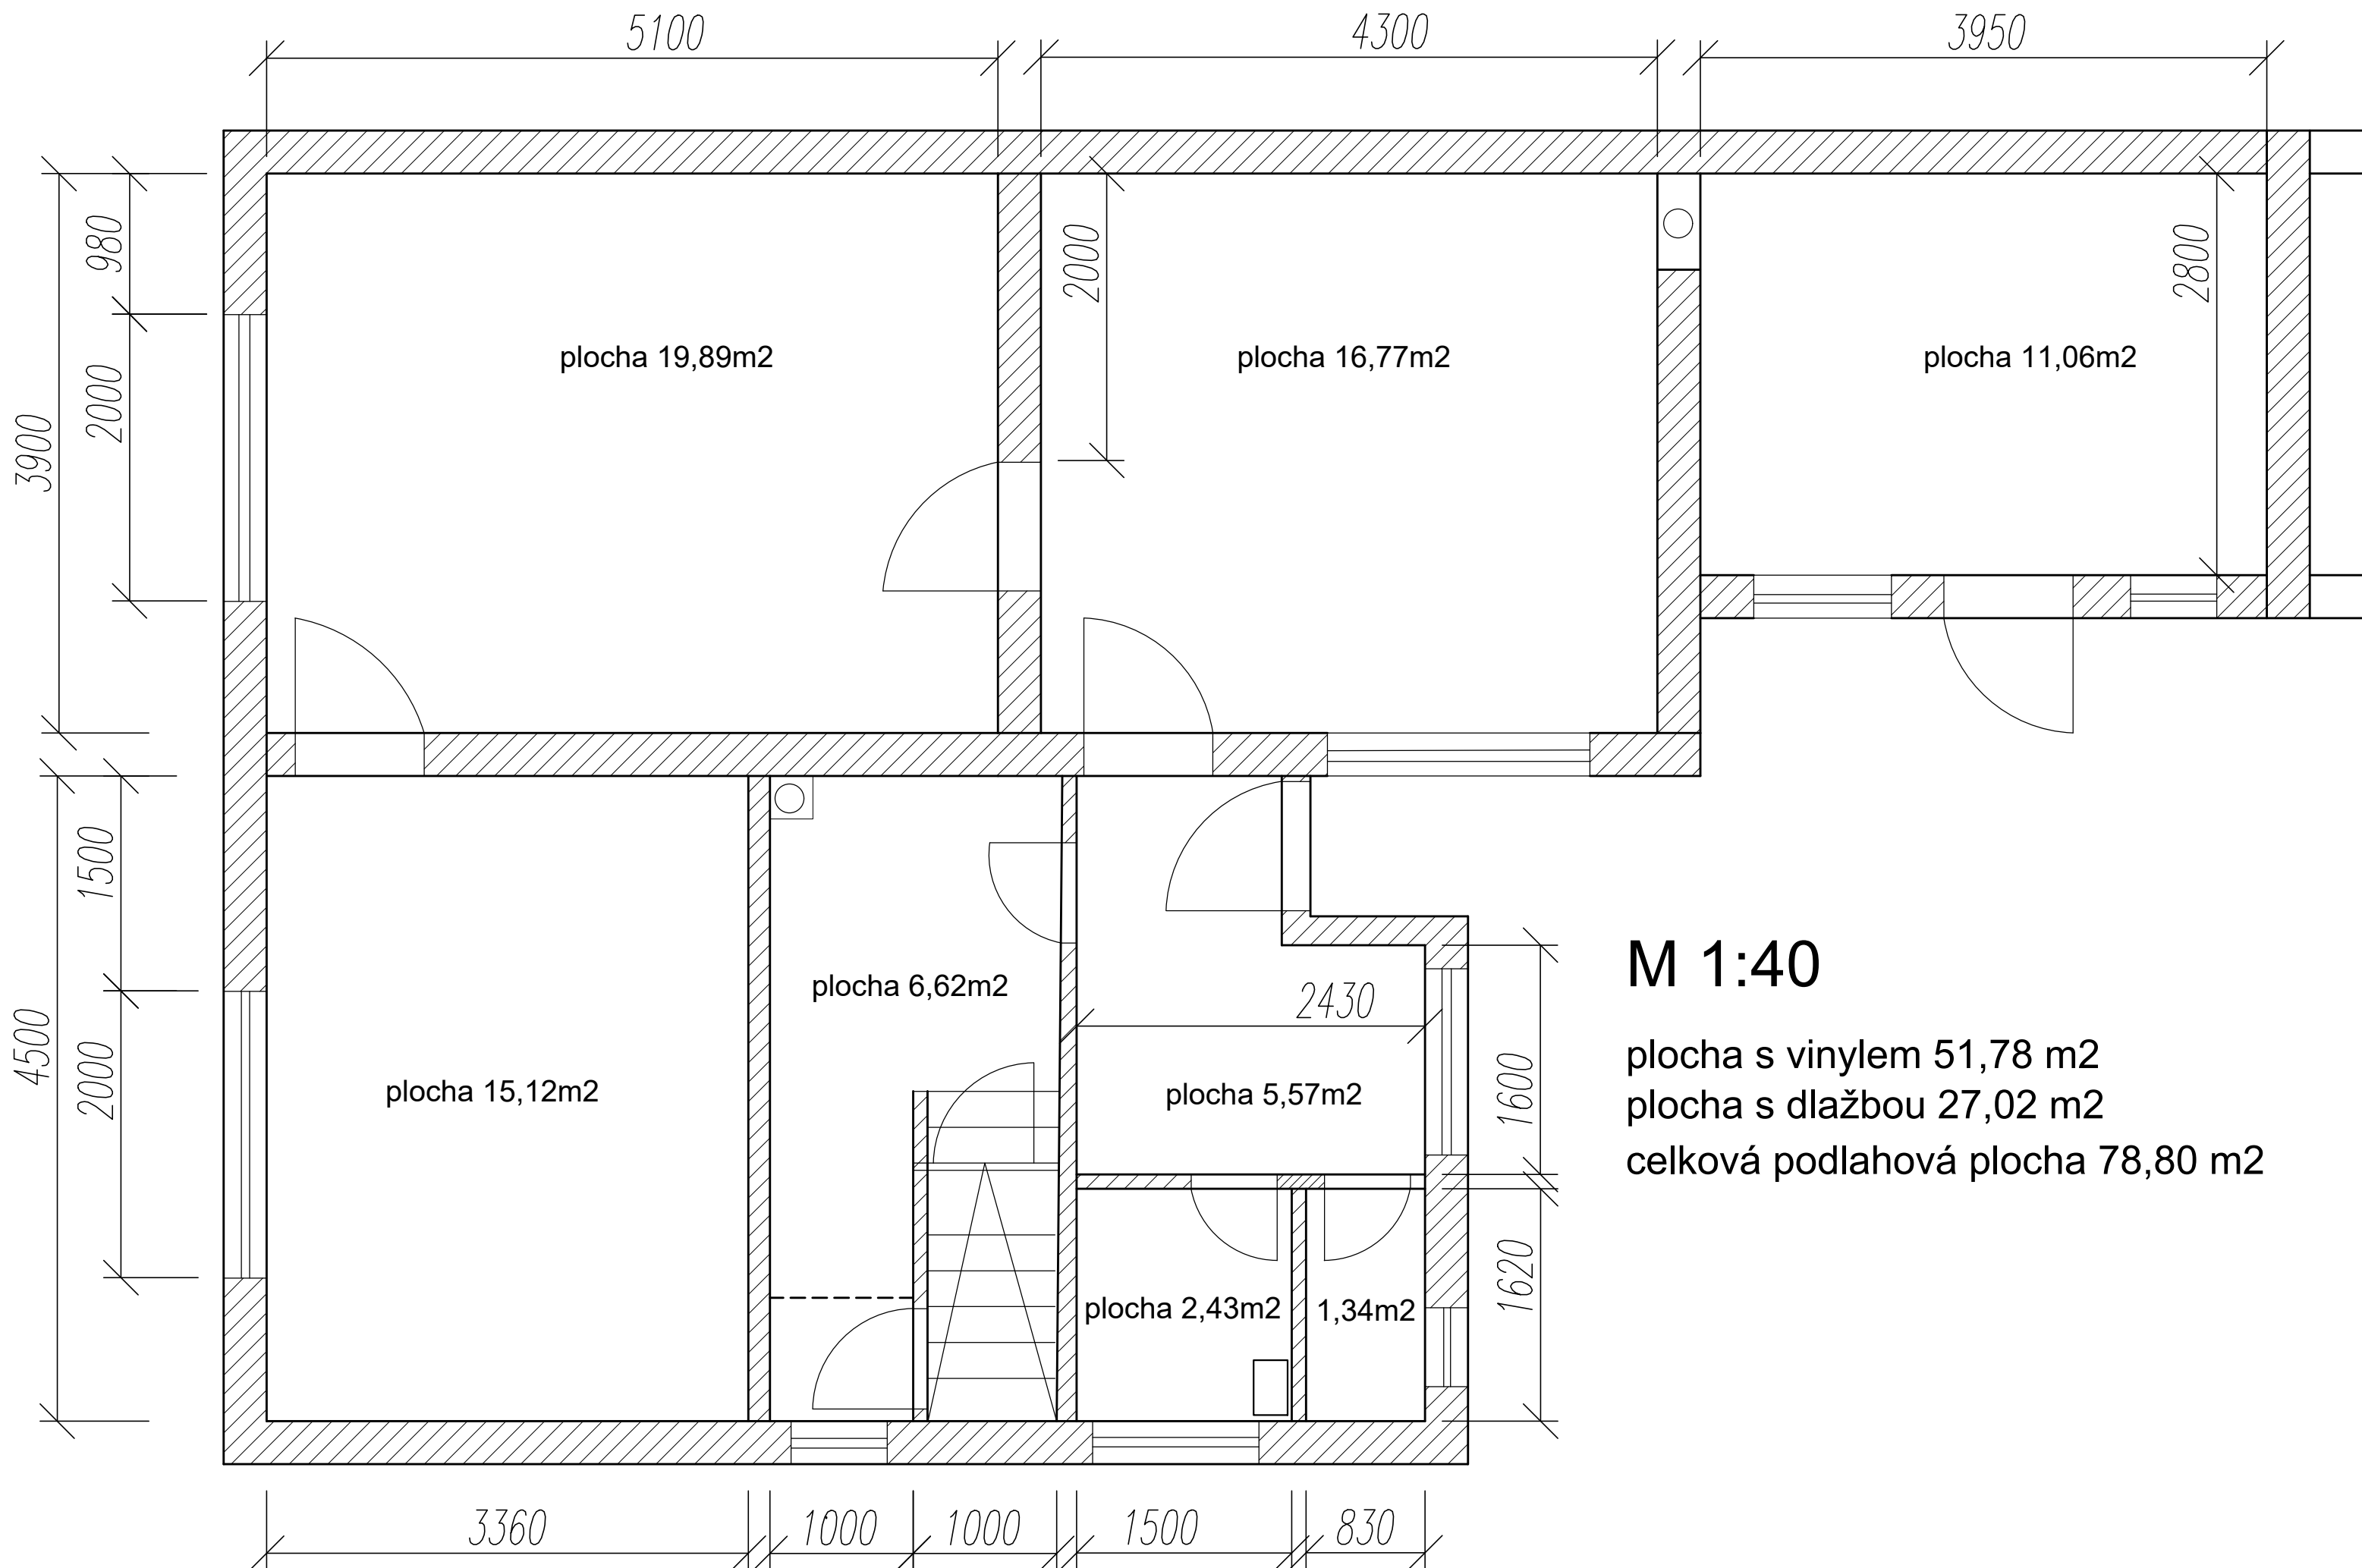 5100
4300
3950
980
2000
2800
plocha 19,89m2
plocha 16,77m2
plocha 11,06m2
2000
3900
1500
plocha 6,62m2
M 1:40
2430
4500
2000
plocha s vinylem 51,78 m2
plocha 15,12m2
plocha 5,57m2
1600
plocha s dlažbou 27,02 m2
celková podlahová plocha 78,80 m2
1620
plocha 2,43m2
1,34m2
3360
1000
1000
1500
830